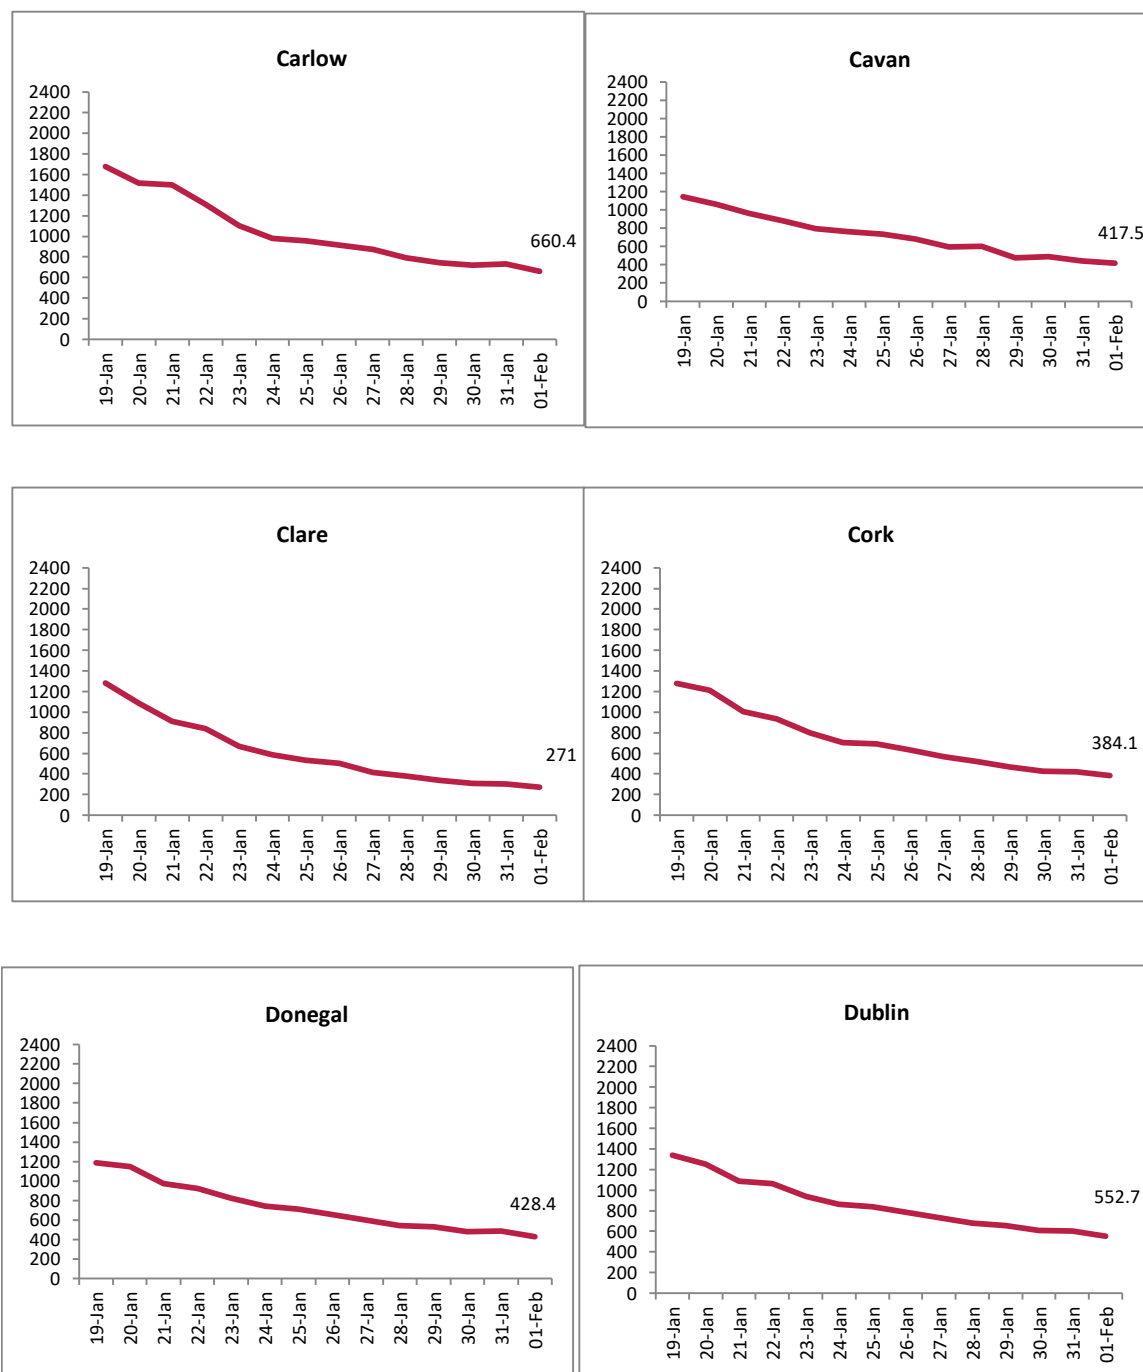 Carlow
2400
2200
2000
1800
1600
1400
1200
1000
800
600
400
200
0
660.4
19-Jan
20-Jan
21-Jan
22-Jan
23-Jan
24-Jan
25-Jan
26-Jan
27-Jan
28-Jan
29-Jan
30-Jan
31-Jan
01-Feb
Cavan
2400
2200
2000
1800
1600
1400
1200
1000
800
600
400
200
0
417.5
19-Jan
20-Jan
21-Jan
22-Jan
23-Jan
24-Jan
25-Jan
26-Jan
27-Jan
28-Jan
29-Jan
30-Jan
31-Jan
01-Feb
Clare
2400
2200
2000
1800
1600
1400
1200
1000
800
600
400
200
0
271
19-Jan
20-Jan
21-Jan
22-Jan
23-Jan
24-Jan
25-Jan
26-Jan
27-Jan
28-Jan
29-Jan
30-Jan
31-Jan
01-Feb
Cork
2400
2200
2000
1800
1600
1400
1200
1000
800
600
400
200
0
384.1
19-Jan
20-Jan
21-Jan
22-Jan
23-Jan
24-Jan
25-Jan
26-Jan
27-Jan
28-Jan
29-Jan
30-Jan
31-Jan
01-Feb
Donegal
2400
2200
2000
1800
1600
1400
1200
1000
800
600
400
200
0
428.4
19-Jan
20-Jan
21-Jan
22-Jan
23-Jan
24-Jan
25-Jan
26-Jan
27-Jan
28-Jan
29-Jan
30-Jan
31-Jan
01-Feb
Dublin
2400
2200
2000
1800
1600
1400
1200
1000
800
600
400
200
0
552.7
19-Jan
20-Jan
21-Jan
22-Jan
23-Jan
24-Jan
25-Jan
26-Jan
27-Jan
28-Jan
29-Jan
30-Jan
31-Jan
01-Feb